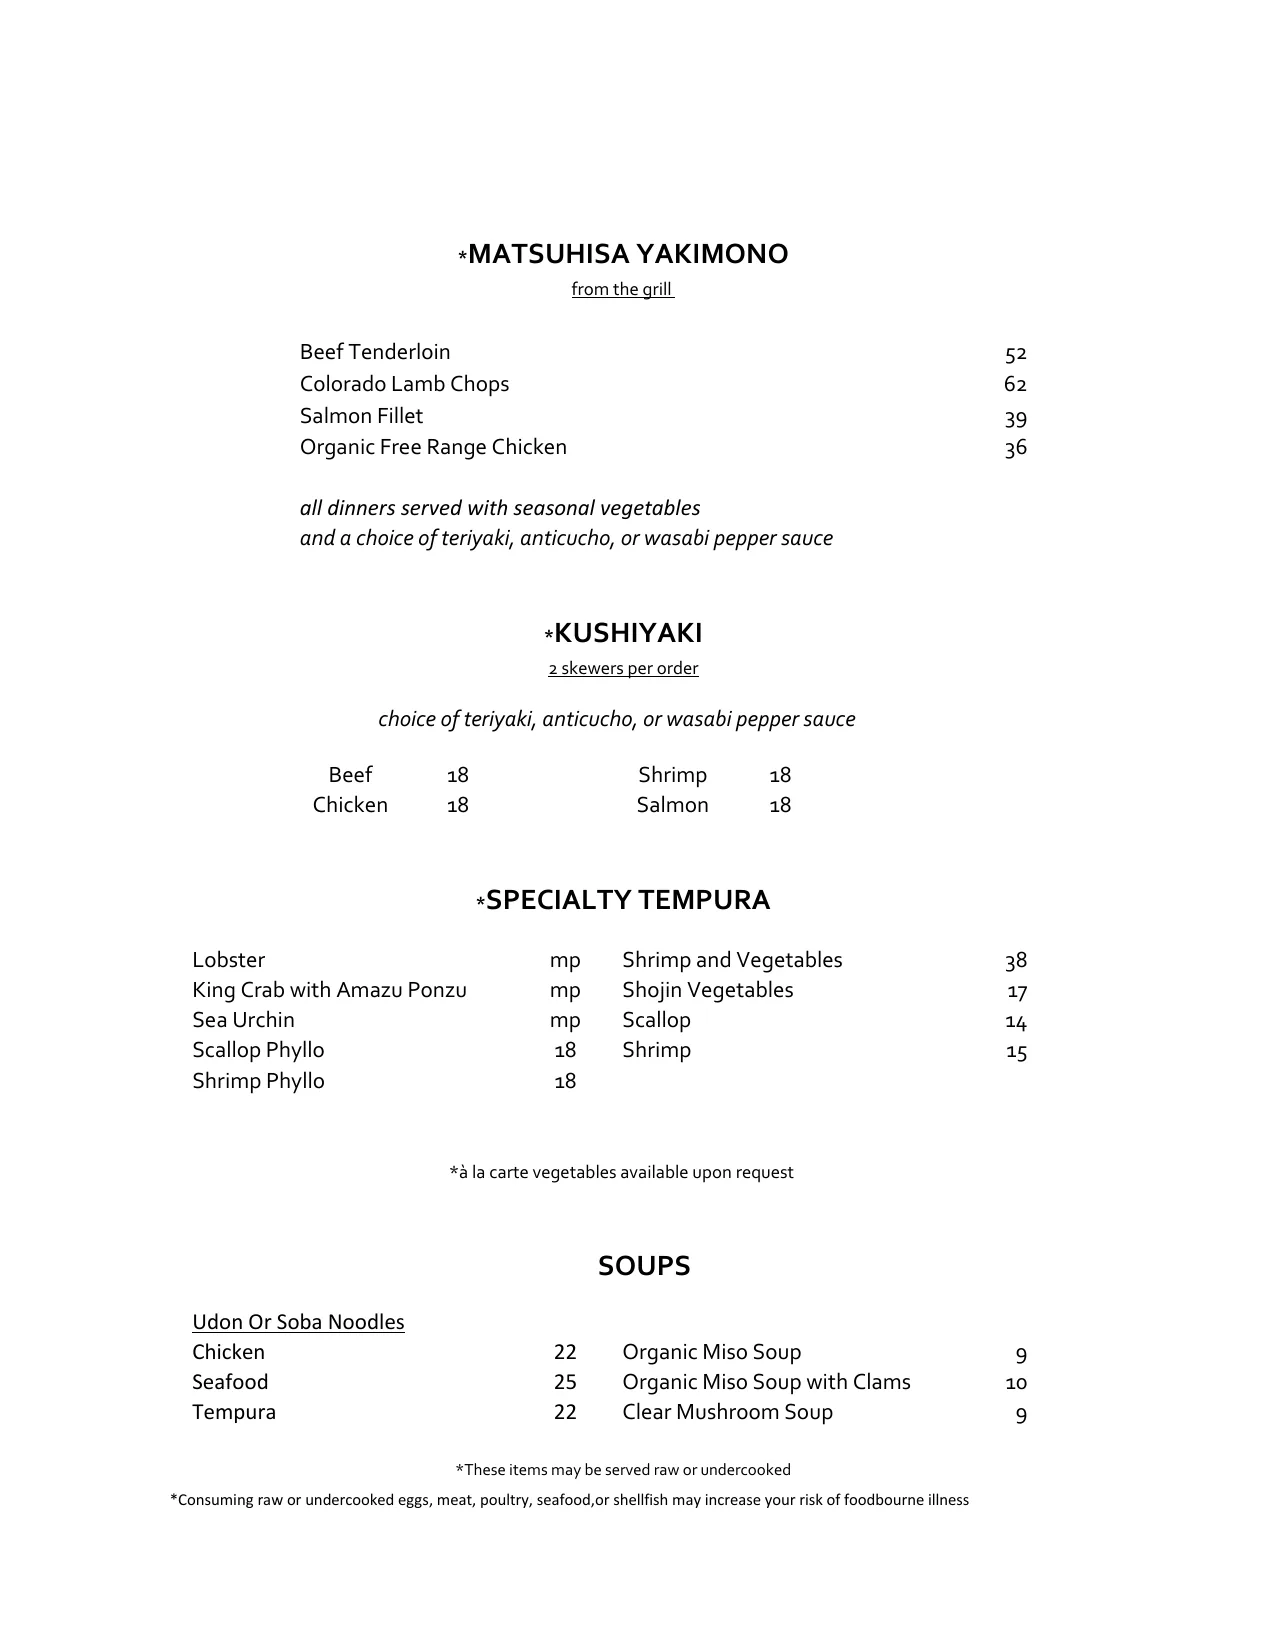 *MATSUHISA YAKIMONO
from the grill
Beef Tenderloin 52
Colorado Lamb Chops 62
Salmon Fillet 39
Organic Free Range Chicken 36
all dinners served with seasonal vegetables
and a choice of teriyaki, anticucho, or wasabi pepper sauce
*KUSHIYAKI
2 skewers per order
choice of teriyaki, anticucho, or wasabi pepper sauce
Beef 18 Shrimp 18
Chicken 18 Salmon 18
*SPECIALTY TEMPURA
Lobster mp Shrimp and Vegetables 38
King Crab with Amazu Ponzu mp Shojin Vegetables 17
Sea Urchin mp Scallop 14
Scallop Phyllo 18 Shrimp 15
Shrimp Phyllo 18
*à la carte vegetables available upon request
SOUPS
Udon Or Soba Noodles
Chicken 22 Organic Miso Soup 9
Seafood 25 Organic Miso Soup with Clams 10
Tempura 22 Clear Mushroom Soup 9
*These items may be served raw or undercooked
*Consuming raw or undercooked eggs, meat, poultry, seafood,or shellfish may increase your risk of foodbourne illness